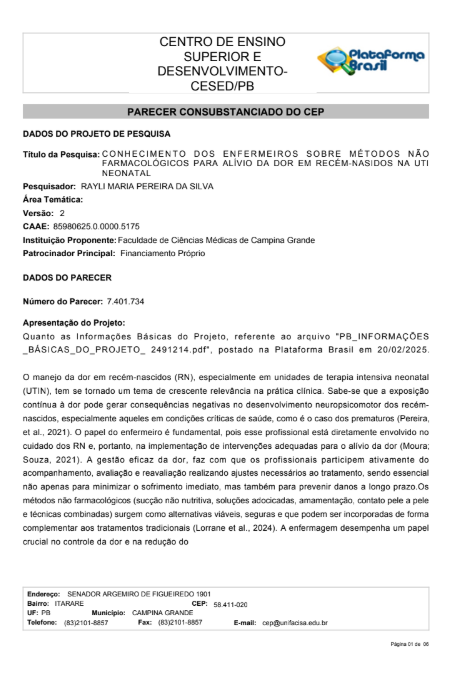 CENTRO DE ENSINO
SUPERIOR E
DESENVOLVIMENTO-
CESED/PB
Plataforma
Brasil
PARECER CONSUBSTANCIADO DO CEP
DADOS DO PROJETO DE PESQUISA
Título da Pesquisa: CONHECIMENTO DOS ENFERMEIROS SOBRE MÉTODOS NÃO
FARMACOLÓGICOS PARA ALÍVIO DA DOR EM RECÉM-NASIDOS NA UTI
NEONATAL
Pesquisador: RAYLI MARIA PEREIRA DA SILVA
Área Temática:
Versão: 2
CAAE: 85980625.0.0000.5175
Instituição Proponente: Faculdade de Ciências Médicas de Campina Grande
Patrocinador Principal: Financiamento Próprio
DADOS DO PARECER
Número do Parecer: 7.401.734
Apresentação do Projeto:
Quanto as Informações Básicas do Projeto, referente ao arquivo "PB_INFORMAÇÕES
_BÁSICAS_DO_PROJETO_ 2491214.pdf", postado na Plataforma Brasil em 20/02/2025.
O manejo da dor em recém-nascidos (RN), especialmente em unidades de terapia intensiva neonatal
(UTIN), tem se tornado um tema de crescente relevância na prática clínica. Sabe-se que a exposição
contínua à dor pode gerar consequências negativas no desenvolvimento neuropsicomotor dos recém-
nascidos, especialmente aqueles em condições críticas de saúde, como é o caso dos prematuros (Pereira,
et al., 2021). O papel do enfermeiro é fundamental, pois esse profissional está diretamente envolvido no
cuidado dos RN e, portanto, na implementação de intervenções adequadas para o alívio da dor (Moura;
Souza, 2021). A gestão eficaz da dor, faz com que os profissionais participem ativamente do
acompanhamento, avaliação e reavaliação realizando ajustes necessários ao tratamento, sendo essencial
não apenas para minimizar o sofrimento imediato, mas também para prevenir danos a longo prazo.Os
métodos não farmacológicos (sucção não nutritiva, soluções adocicadas, amamentação, contato pele a pele
e técnicas combinadas) surgem como alternativas viáveis, seguras e que podem ser incorporadas de forma
complementar aos tratamentos tradicionais (Lorrane et al., 2024). A enfermagem desempenha um papel
crucial no controle da dor e na redução do
Endereço: SENADOR ARGEMIRO DE FIGUEIREDO 1901
Bairro: ITARARE CEP: 58.411-020
UF: PB Município: CAMPINA GRANDE
Telefone: (83)2101-8857 Fax: (83)2101-8857 E-mail: cep@unifacisa.edu.br
Página 01 de 06